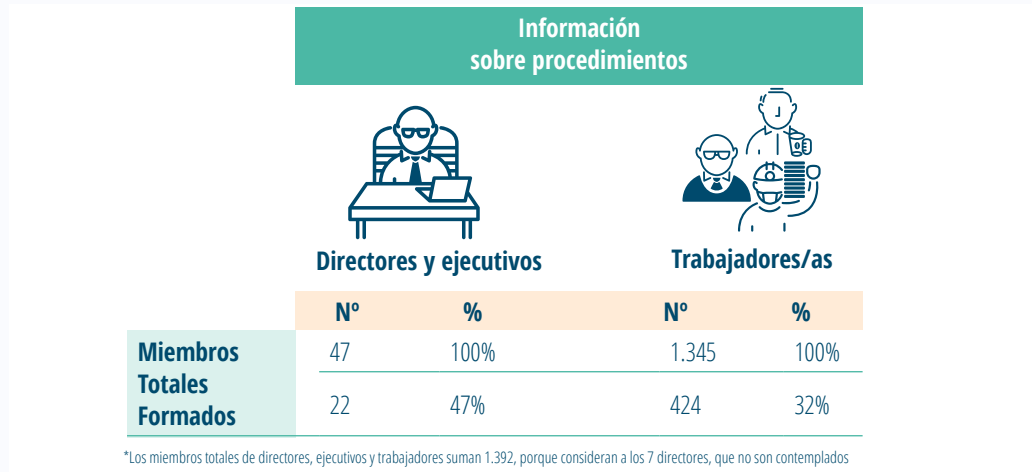 Información
sobre procedimientos
Directores y ejecutivos
Trabajadores/as
Nº % Nº %
Miembros 47 100% 1.345 100%
Totales
Formados 22 47% 424 32%
*Los miembros totales de directores, ejecutivos y trabajadores suman 1.392, porque consideran a los 7 directores, que no son contemplados